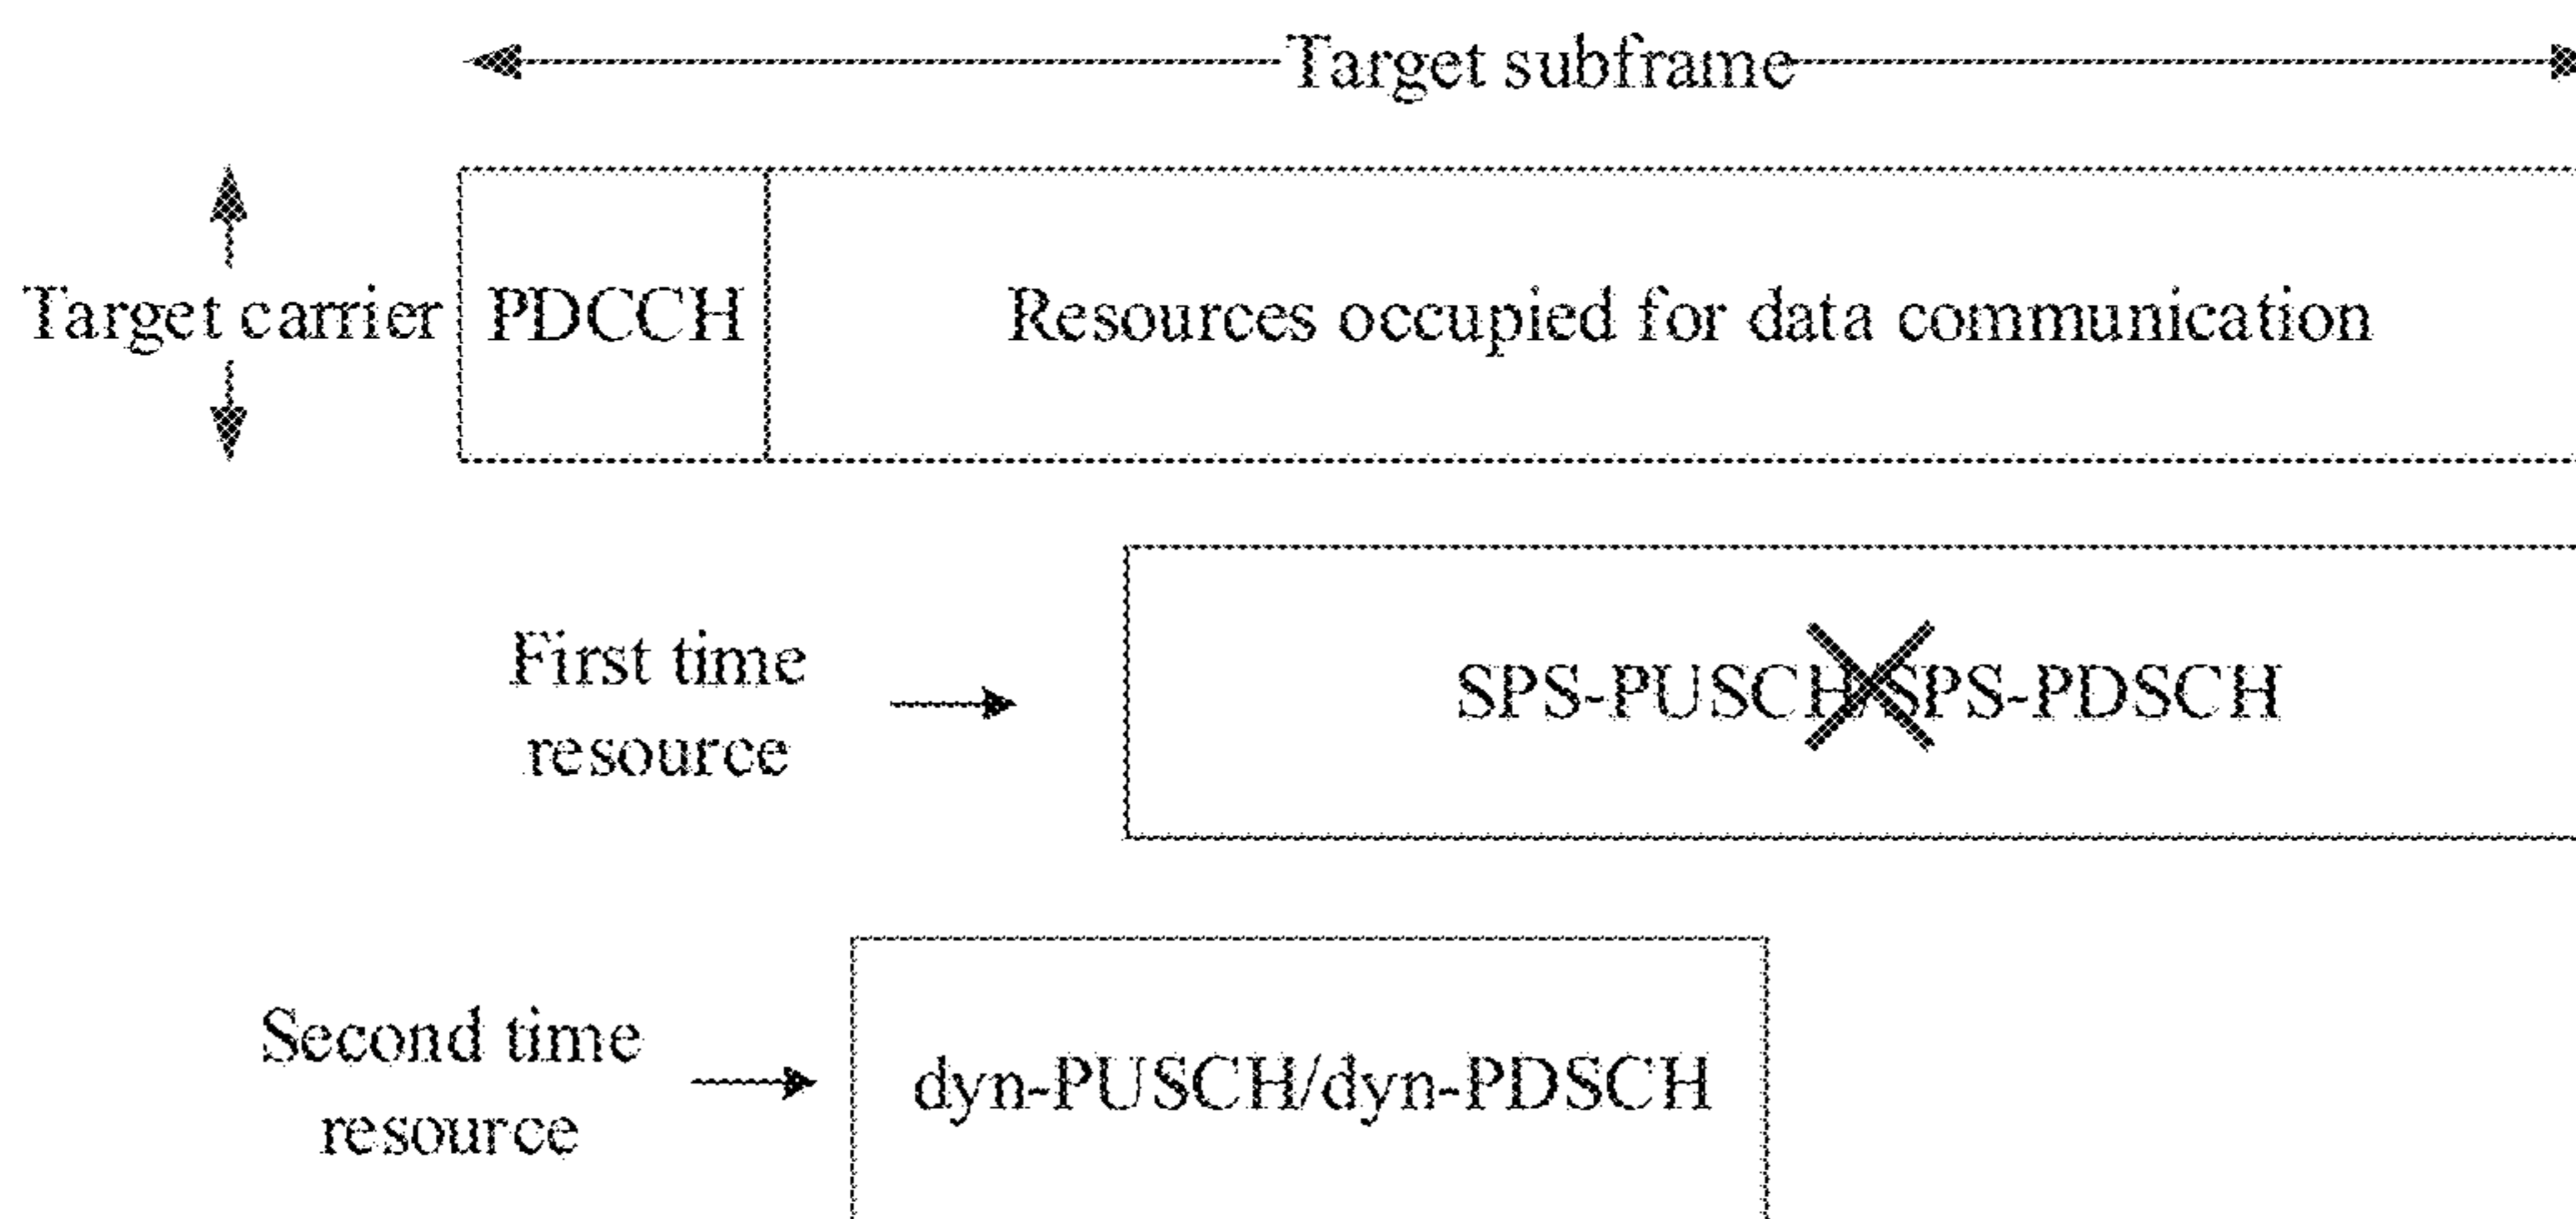 Target subframe
Target carrier PDCCH Resources occupied for data communication
First time
resource
SPS-PUSCH/SPS-PDSCH
Second time
resource
dyn-PUSCH/dyn-PDSCH